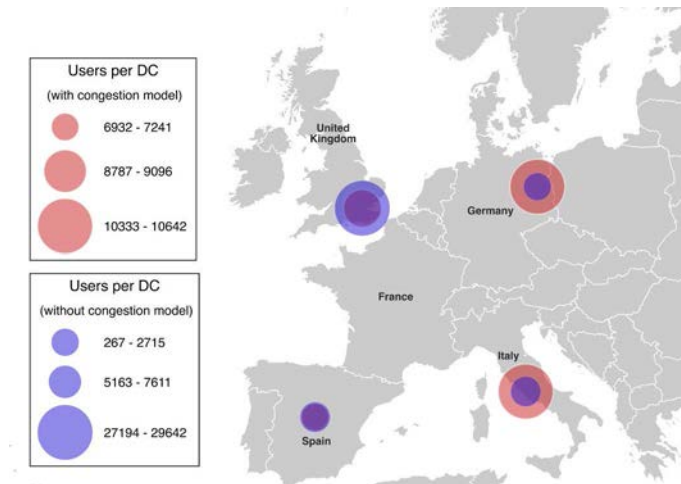 Users per DC
(with congestion model)
6932 - 7241
8787 - 9096
10333 - 10642
Users per DC
(without congestion model)
267 - 2715
5163 - 7611
27194 - 29642
United
Kingdom
Germany
France
Italy
Spain